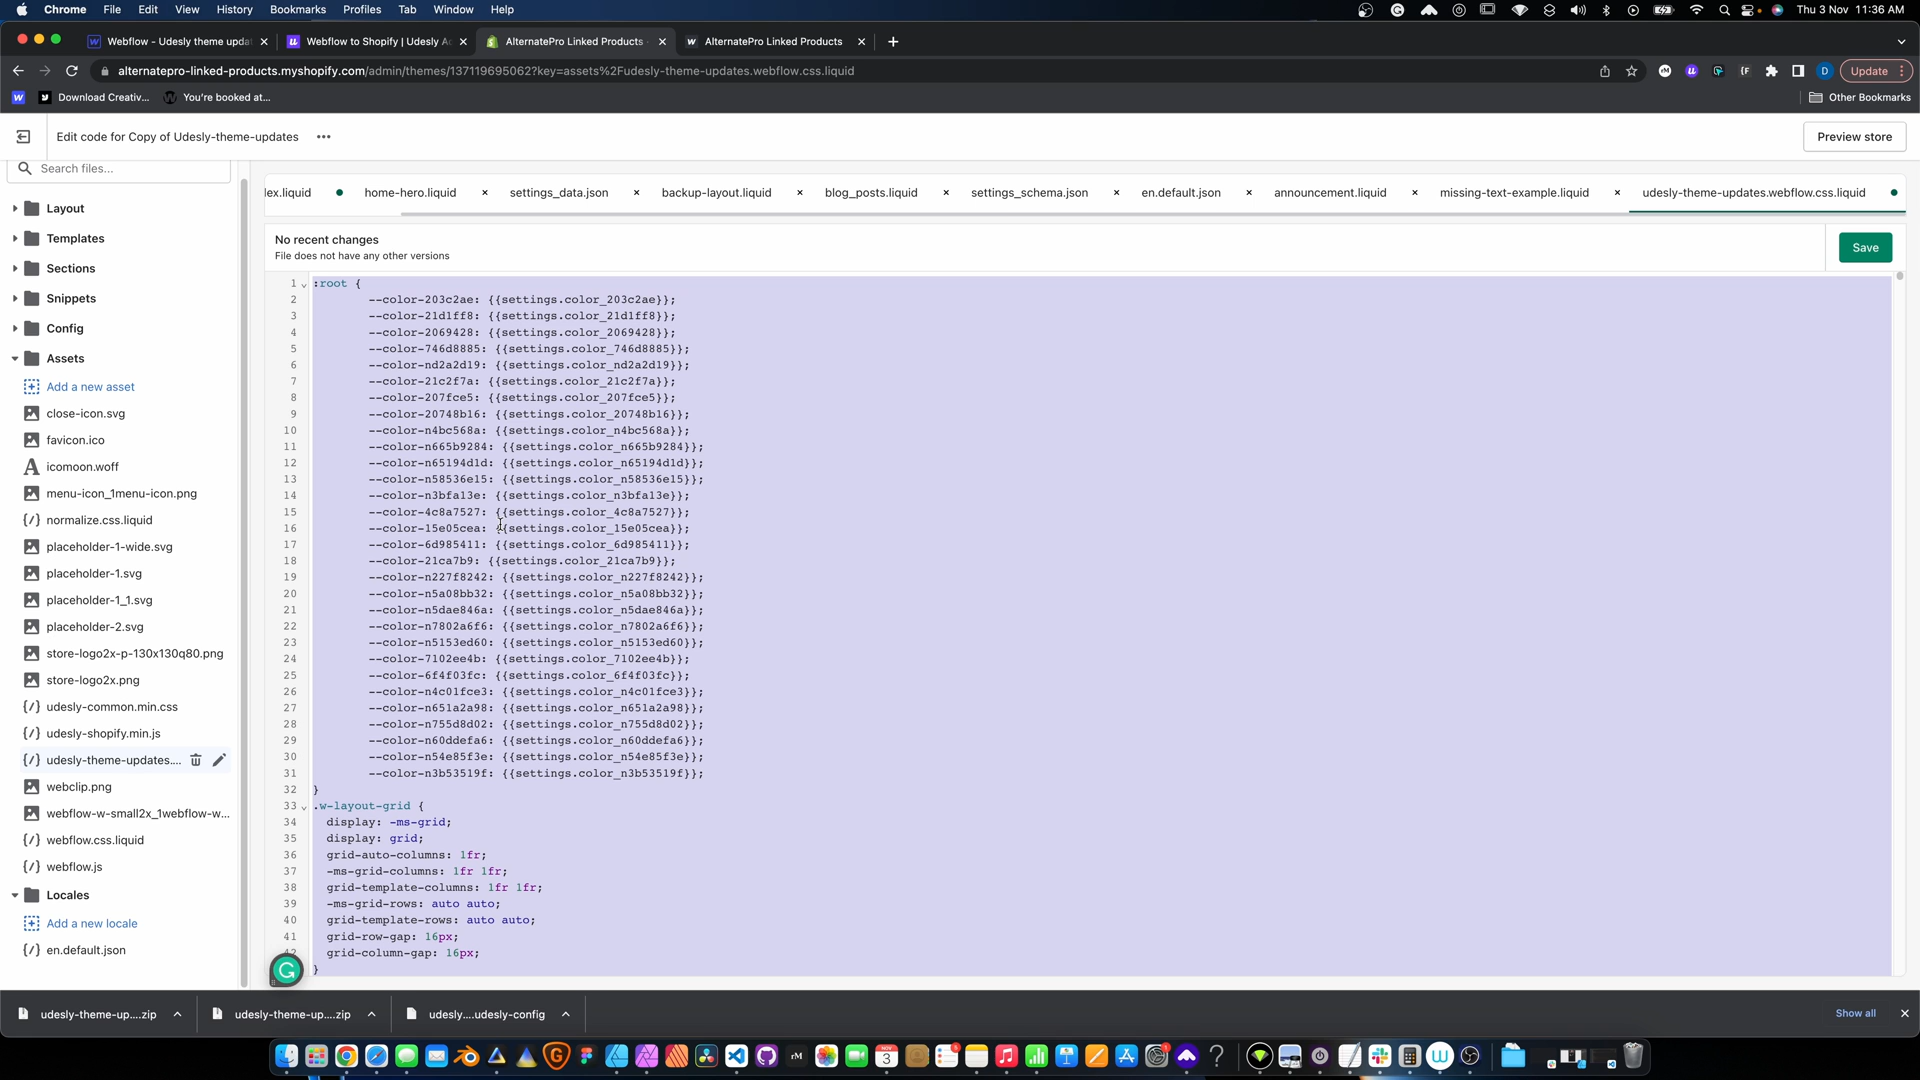 Chrome File Edit View History Bookmarks Profiles Tab Window Help Thu 3 Nov 11:36 AM
Webflow - Udesly theme updat
Webflow to Shopify | Udesly Ad
AlternatePro Linked Products
AlternatePro Linked Products
alternatepro-linked-products.myshopify.com/admin/themes/137119695062?key=assets%2Fudesly-theme-updates.webflow.css.liquid
Update
Download Creativ...
You're booked at...
Other Bookmarks
Edit code for Copy of Udesly-theme-updates
Preview store
Search files...
Layout
Templates
Sections
Snippets
Config
Assets
Add a new asset
close-icon.svg
favicon.ico
icomoon.woff
menu-icon_1menu-icon.png
normalize.css.liquid
placeholder-1-wide.svg
placeholder-1.svg
placeholder-1_1.svg
placeholder-2.svg
store-logo2x-p-130x130q80.png
store-logo2x.png
udesly-common.min.css
udesly-shopify.min.js
udesly-theme-updates....
webclip.png
webflow-w-small2x_1webflow-w...
webflow.css.liquid
webflow.js
Locales
Add a new locale
en.default.json
lex.liquid
home-hero.liquid
settings_data.json
backup-layout.liquid
blog_posts.liquid
settings_schema.json
en.default.json
announcement.liquid
missing-text-example.liquid
udesly-theme-updates.webflow.css.liquid
No recent changes
File does not have any other versions
Save
1 :root {
2 --color-203c2ae: {{settings.color_203c2ae}};
3 --color-21d1ff8: {{settings.color_21d1ff8}};
4 --color-2069428: {{settings.color_2069428}};
5 --color-746d8885: {{settings.color_746d8885}};
6 --color-nd2a2d19: {{settings.color_nd2a2d19}};
7 --color-21c2f7a: {{settings.color_21c2f7a}};
8 --color-207fce5: {{settings.color_207fce5}};
9 --color-20748b16: {{settings.color_20748b16}};
10 --color-n4bc568a: {{settings.color_n4bc568a}};
11 --color-n665b9284: {{settings.color_n665b9284}};
12 --color-n65194d1d: {{settings.color_n65194d1d}};
13 --color-n58536e15: {{settings.color_n58536e15}};
14 --color-n3bfa13e: {{settings.color_n3bfa13e}};
15 --color-4c8a7527: {{settings.color_4c8a7527}};
16 --color-15e05cea: {{settings.color_15e05cea}};
17 --color-6d985411: {{settings.color_6d985411}};
18 --color-21ca7b9: {{settings.color_21ca7b9}};
19 --color-n227f8242: {{settings.color_n227f8242}};
20 --color-n5a08bb32: {{settings.color_n5a08bb32}};
21 --color-n5dae846a: {{settings.color_n5dae846a}};
22 --color-n7802a6f6: {{settings.color_n7802a6f6}};
23 --color-n5153ed60: {{settings.color_n5153ed60}};
24 --color-7102ee4b: {{settings.color_7102ee4b}};
25 --color-6f4f03fc: {{settings.color_6f4f03fc}};
26 --color-n4c01fce3: {{settings.color_n4c01fce3}};
27 --color-n651a2a98: {{settings.color_n651a2a98}};
28 --color-n755d8d02: {{settings.color_n755d8d02}};
29 --color-n60ddefa6: {{settings.color_n60ddefa6}};
30 --color-n54e85f3e: {{settings.color_n54e85f3e}};
31 --color-n3b53519f: {{settings.color_n3b53519f}};
32 }
33 .w-layout-grid {
34 display: -ms-grid;
35 display: grid;
36 grid-auto-columns: 1fr;
37 -ms-grid-columns: 1fr 1fr;
38 grid-template-columns: 1fr 1fr;
39 -ms-grid-rows: auto auto;
40 grid-template-rows: auto auto;
41 grid-row-gap: 16px;
42 grid-column-gap: 16px;
}
udesly-theme-up....zip
udesly-theme-up....zip
udesly....udesly-config
Show all